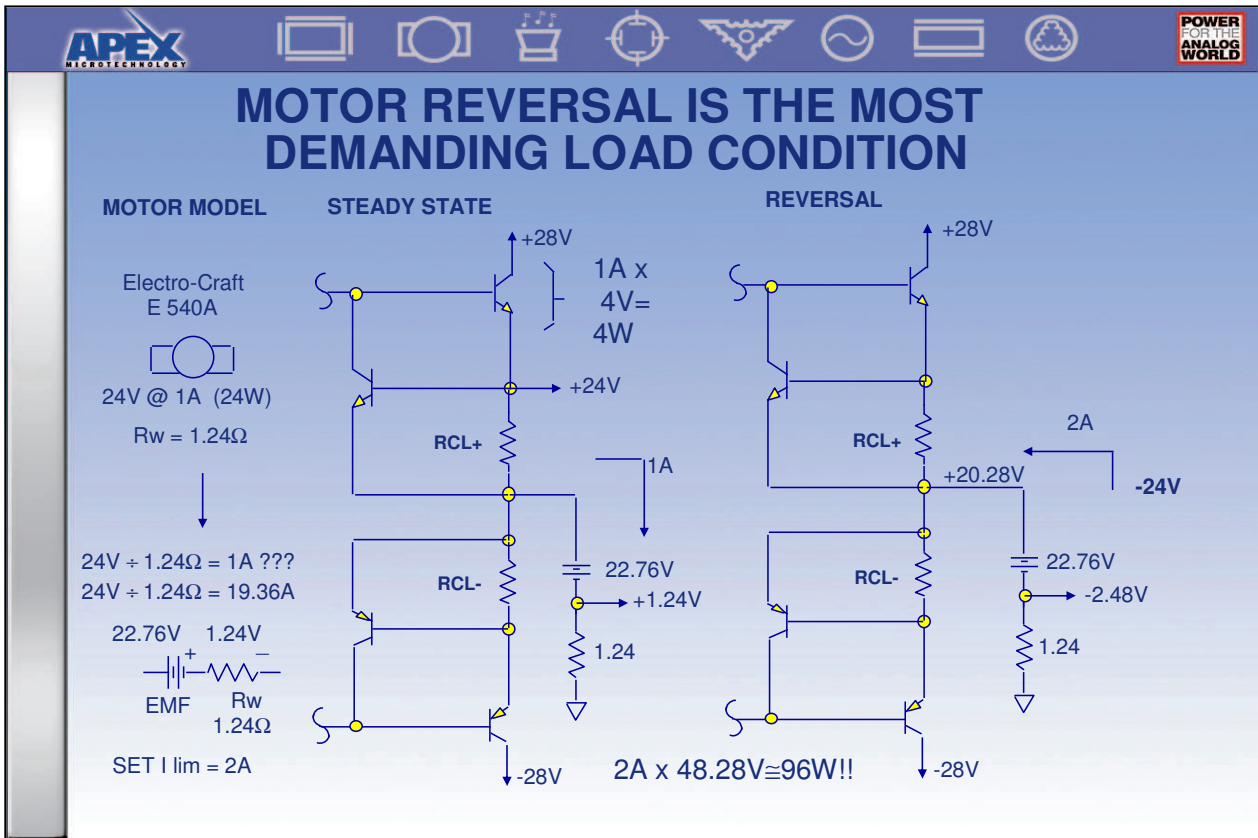 APEX
MICROTECHNOLOGY
POWER
FOR THE
ANALOG
WORLD
MOTOR REVERSAL IS THE MOST
DEMANDING LOAD CONDITION
MOTOR MODEL
Electro-Craft
E 540A
24V @ 1A (24W)
Rw = 1.24Ω
24V ÷ 1.24Ω = 1A ???
24V ÷ 1.24Ω = 19.36A
22.76V 1.24V
+ –
EMF Rw
1.24Ω
SET I lim = 2A
STEADY STATE
+28V
1A x
4V=
4W
+24V
RCL+
1A
RCL-
22.76V
+1.24V
1.24
-28V
REVERSAL
+28V
RCL+
2A
+20.28V
-24V
RCL-
22.76V
-2.48V
1.24
-28V
2A x 48.28V≅96W!!